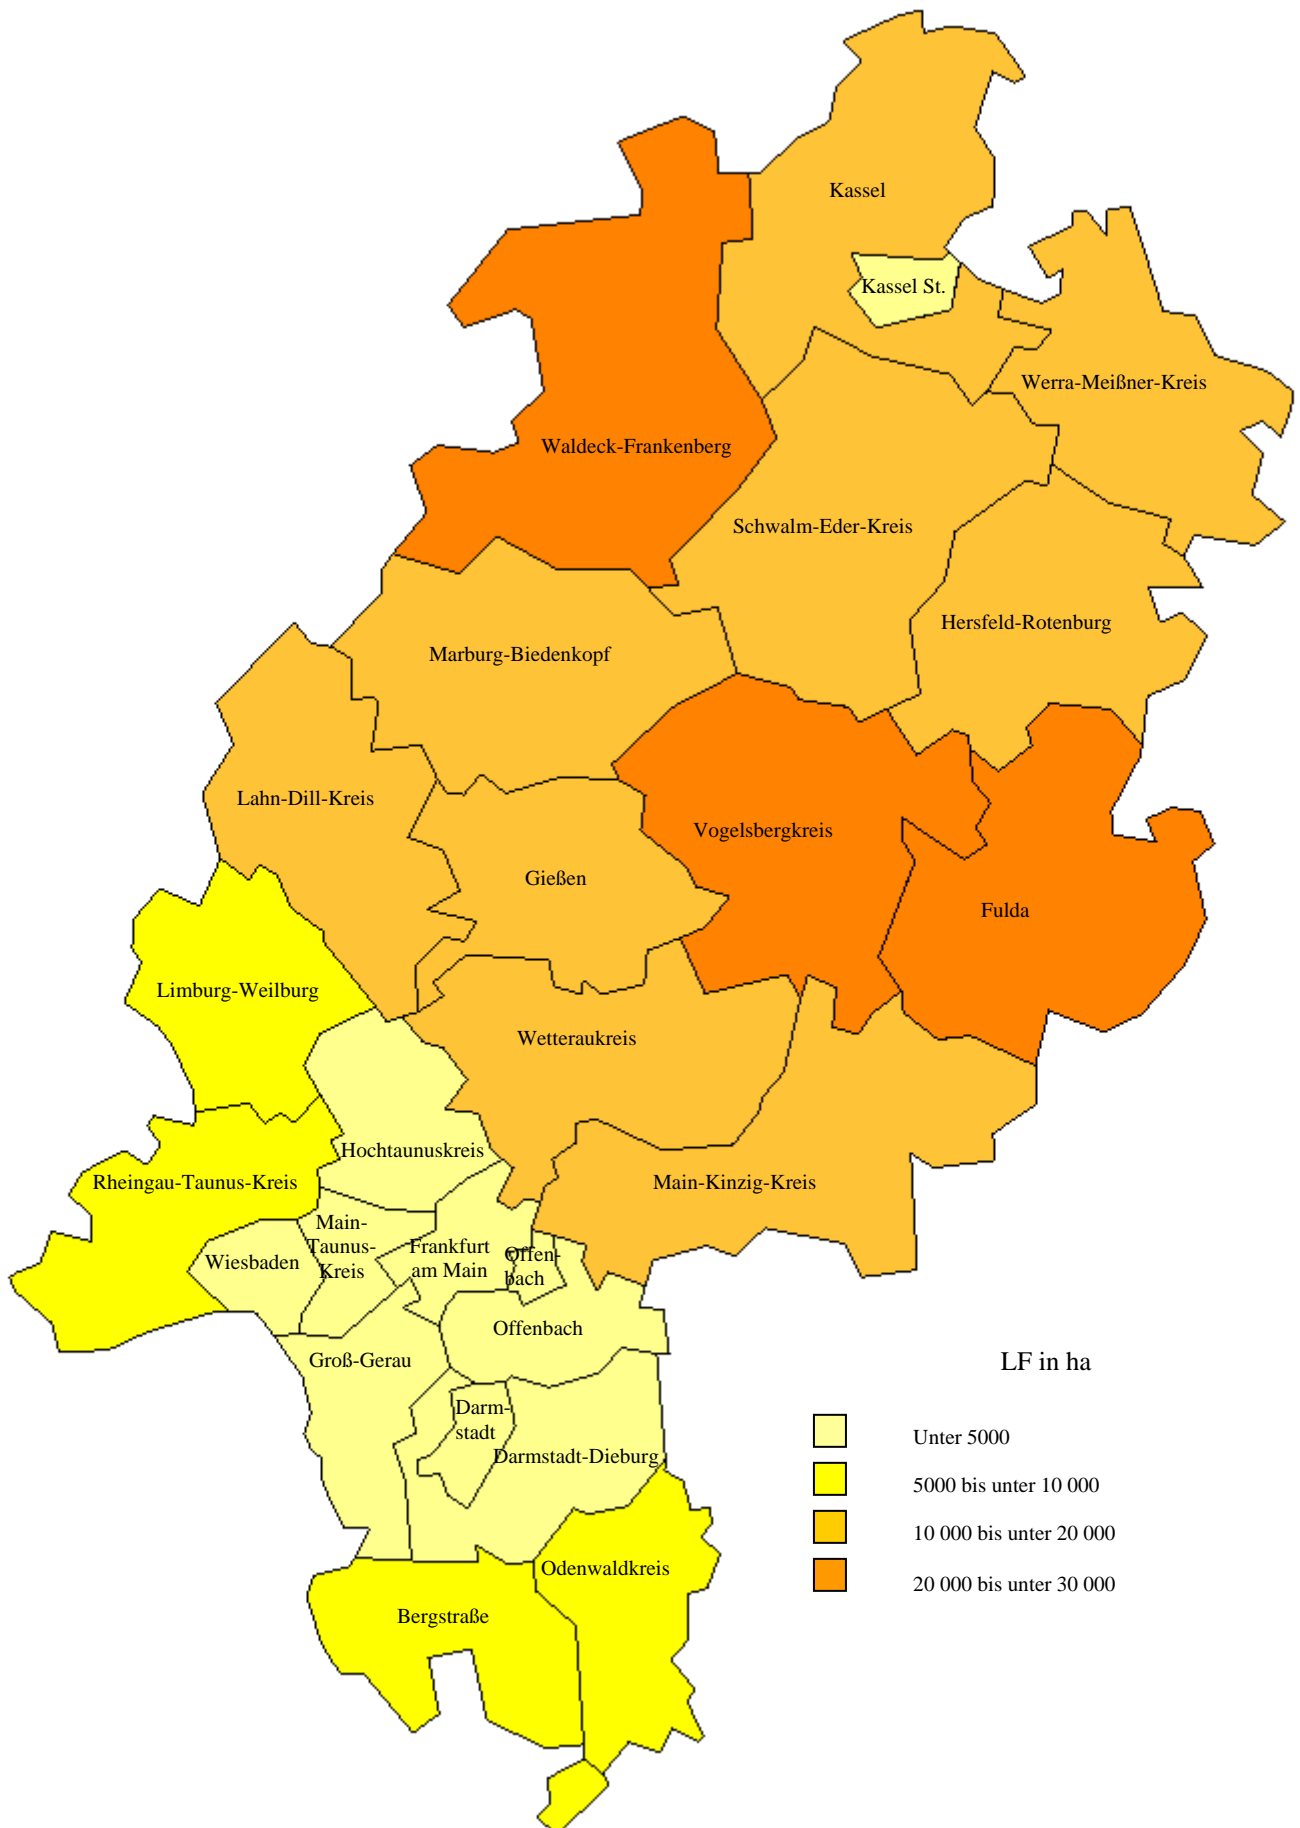 Kassel
Kassel St.
Werra-Meißner-Kreis
Waldeck-Frankenberg
Schwalm-Eder-Kreis
Hersfeld-Rotenburg
Marburg-Biedenkopf
Lahn-Dill-Kreis
Vogelsbergkreis
Gießen
Fulda
Limburg-Weilburg
Wetteraukreis
Hochtaunuskreis
Rheingau-Taunus-Kreis
Main-Kinzig-Kreis
Main-
Taunus-
Kreis
Wiesbaden
Frankfurt
am Main
Offen-
bach
Offenbach
Groß-Gerau
Darm-
stadt
Darmstadt-Dieburg
Odenwaldkreis
Bergstraße
LF in ha
Unter 5000
5000 bis unter 10 000
10 000 bis unter 20 000
20 000 bis unter 30 000